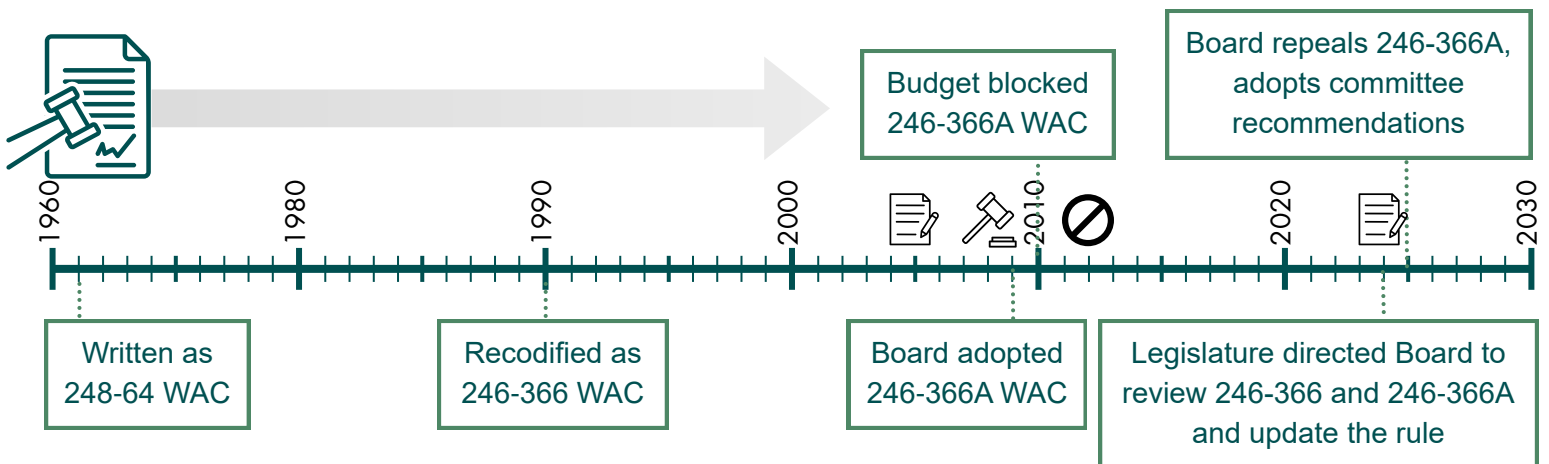 Budget blocked
246-366A WAC
Board repeals 246-366A,
adopts committee
recommendations
1960
1980
1990
2000
2010
2020
2030
Written as
248-64 WAC
Recodified as
246-366 WAC
Board adopted
246-366A WAC
Legislature directed Board to
review 246-366 and 246-366A
and update the rule